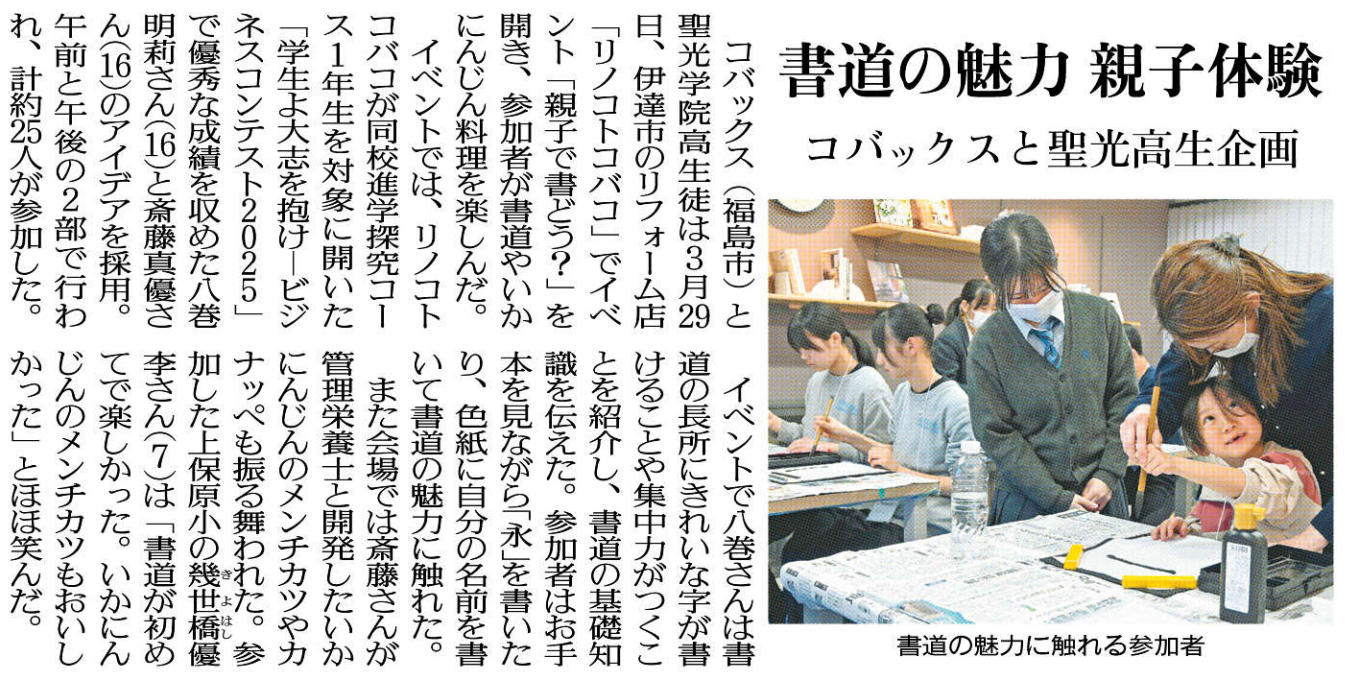 書道の魅力 親子体験
コバックスと聖光高生企画
コバックス（福島市）と
聖光学院高生徒は3月29
日、伊達市のリフォーム店
「リノコトコバコ」でイベ
ント「親子で書どう？」を
開き、参加者が書道やいか
にんじん料理を楽しんだ。
イベントでは、リノコト
コバコが同校進学探究コー
ス1年生を対象に開いた
「学生よ大志を抱け―ビジ
ネスコンテスト2025」
で優秀な成績を収めた八巻
明莉さん(16)と斎藤真優さ
ん(16)のアイデアを採用。
午前と午後の2部で行わ
れ、計約25人が参加した。
イベントで八巻さんは書
道の長所にきれいな字が書
けることや集中力がつくこ
とを紹介し、書道の基礎知
識を伝えた。参加者はお手
本を見ながら「永」を書いた
り、色紙に自分の名前を書
いて書道の魅力に触れた。
また会場では斎藤さんが
管理栄養士と開発したいか
にんじんのメンチカツやカ
ナッペも振る舞われた。参
加した上保原小の幾世橋優
きよはし
李さん(7)は「書道が初め
てで楽しかった。いかにん
じんのメンチカツもおいし
かった」とほほ笑んだ。
書道の魅力に触れる参加者